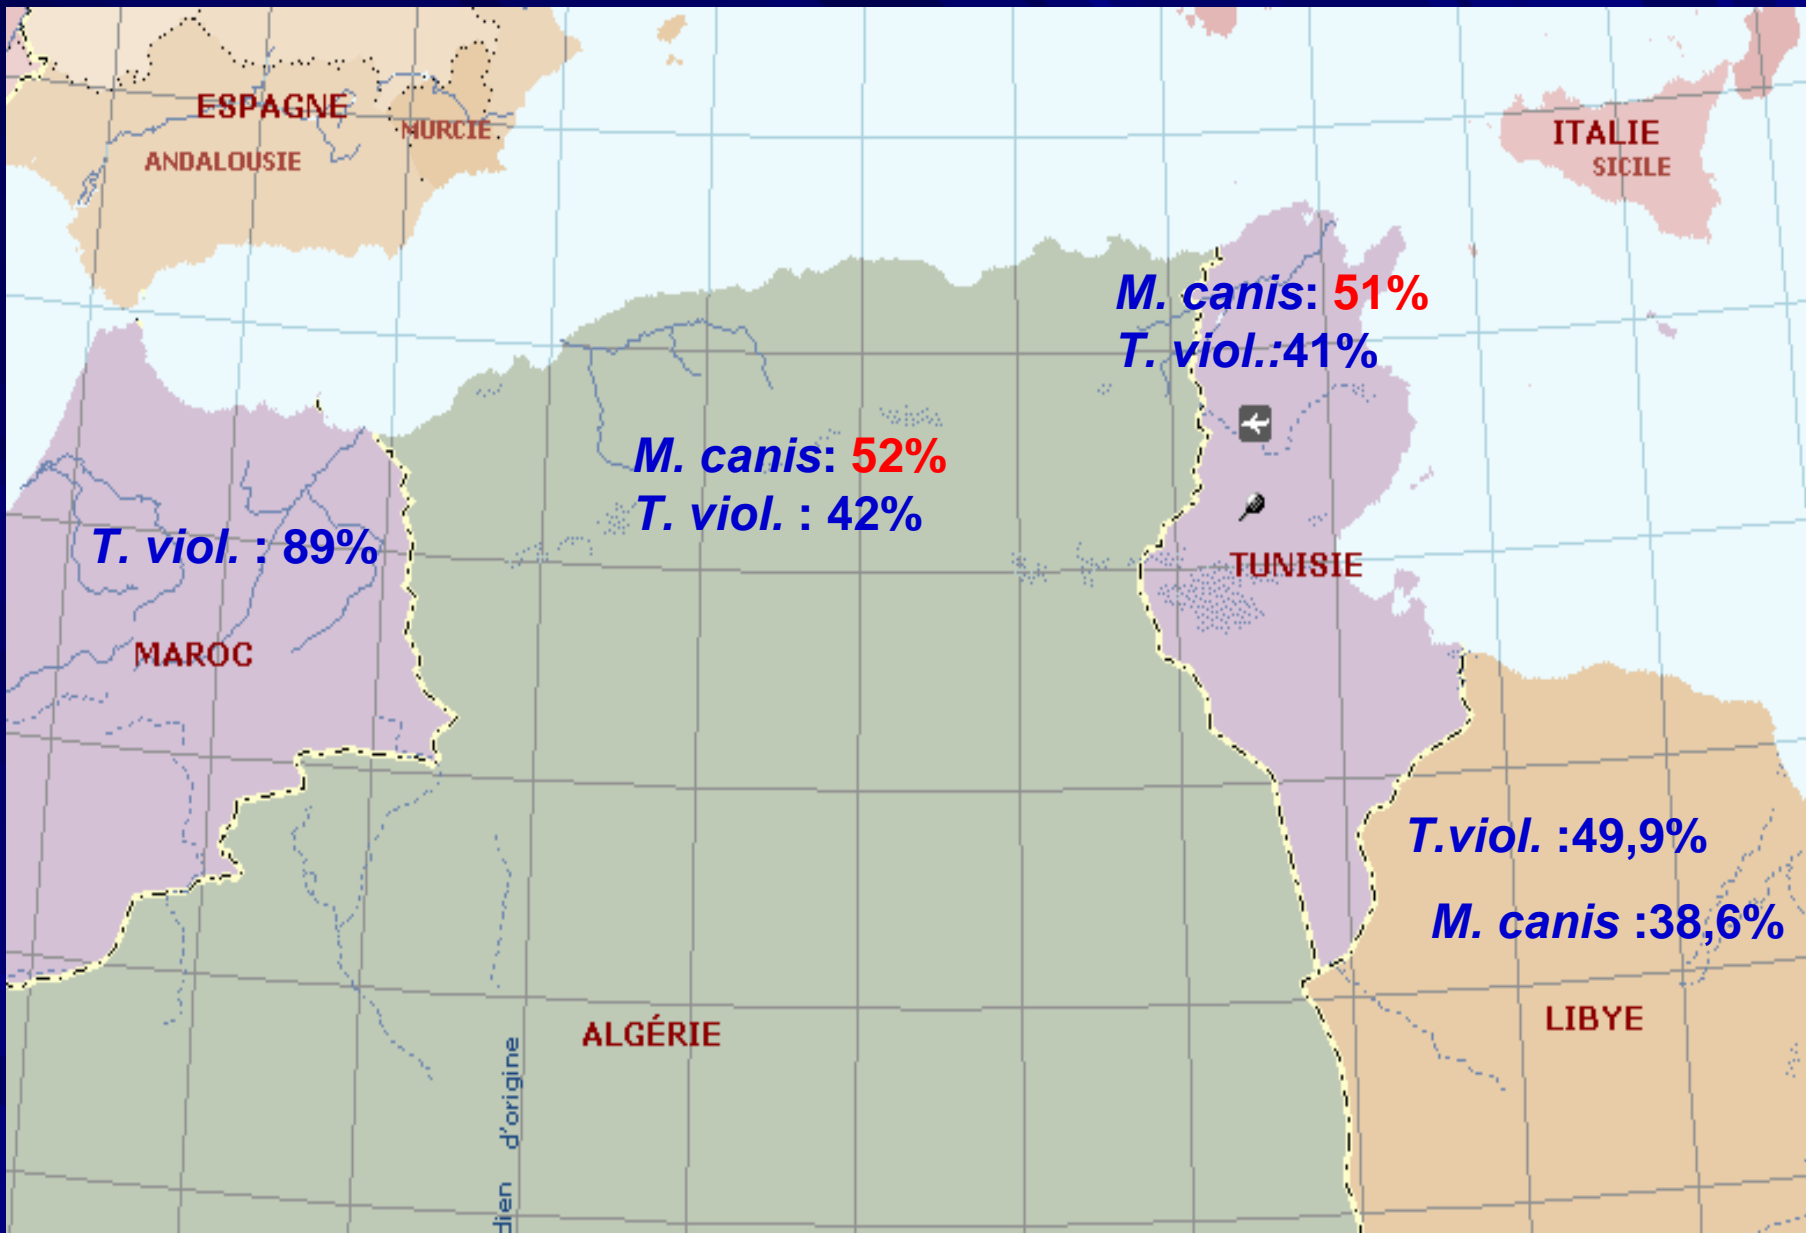 ESPAGNE
MURCIE
ANDALOUSIE
ITALIE
SICILE
M. canis: 51%
T. viol.:41%
M. canis: 52%
T. viol. : 42%
T. viol. : 89%
TUNISIE
MAROC
T.viol. :49,9%
M. canis :38,6%
LIBYE
ALGÉRIE
dien d'origine